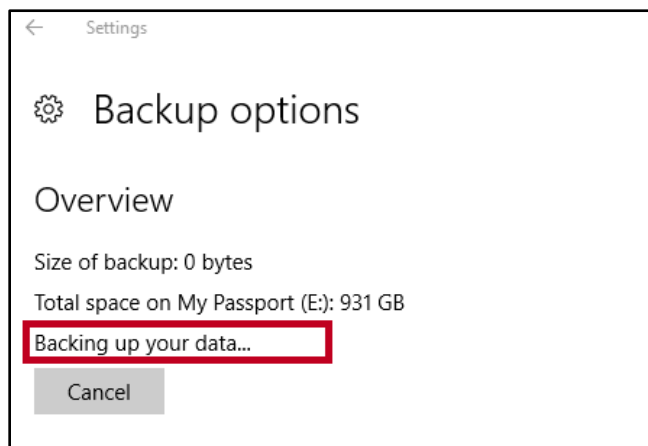 Settings
Backup options
Overview
Size of backup: 0 bytes
Total space on My Passport (E:): 931 GB
Backing up your data...
Cancel